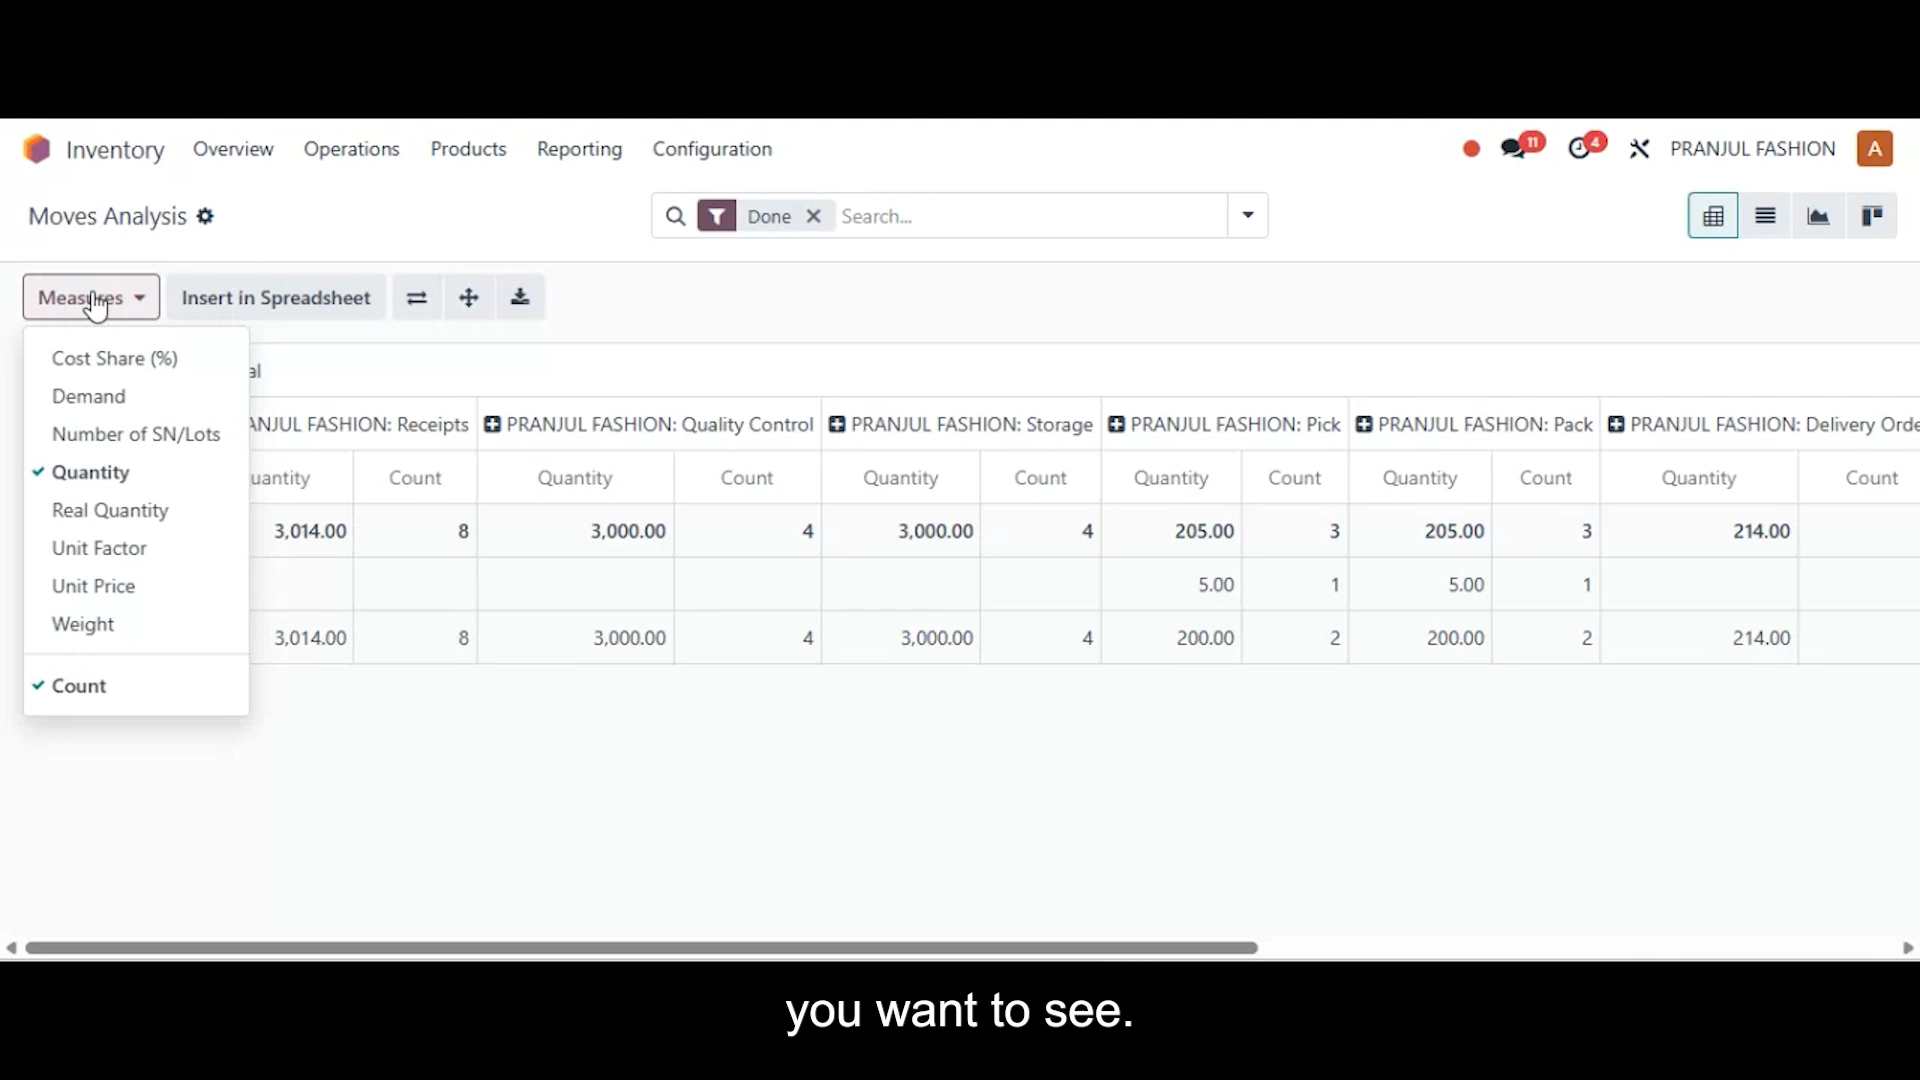 Inventory Overview Operations Products Reporting Configuration 11 4 PRANJUL FASHION A
Moves Analysis Done Search...
Measures Insert in Spreadsheet
Cost Share (%)
Demand
Number of SN/Lots
Quantity
Real Quantity
Unit Factor
Unit Price
Weight
Count
al
ANJUL FASHION: Receipts PRANJUL FASHION: Quality Control PRANJUL FASHION: Storage PRANJUL FASHION: Pick PRANJUL FASHION: Pack PRANJUL FASHION: Delivery Orde
uantity Count Quantity Count Quantity Count Quantity Count Quantity Count Quantity Count
3,014.00 8 3,000.00 4 3,000.00 4 205.00 3 205.00 3 214.00
5.00 1 5.00 1
3,014.00 8 3,000.00 4 3,000.00 4 200.00 2 200.00 2 214.00
you want to see.